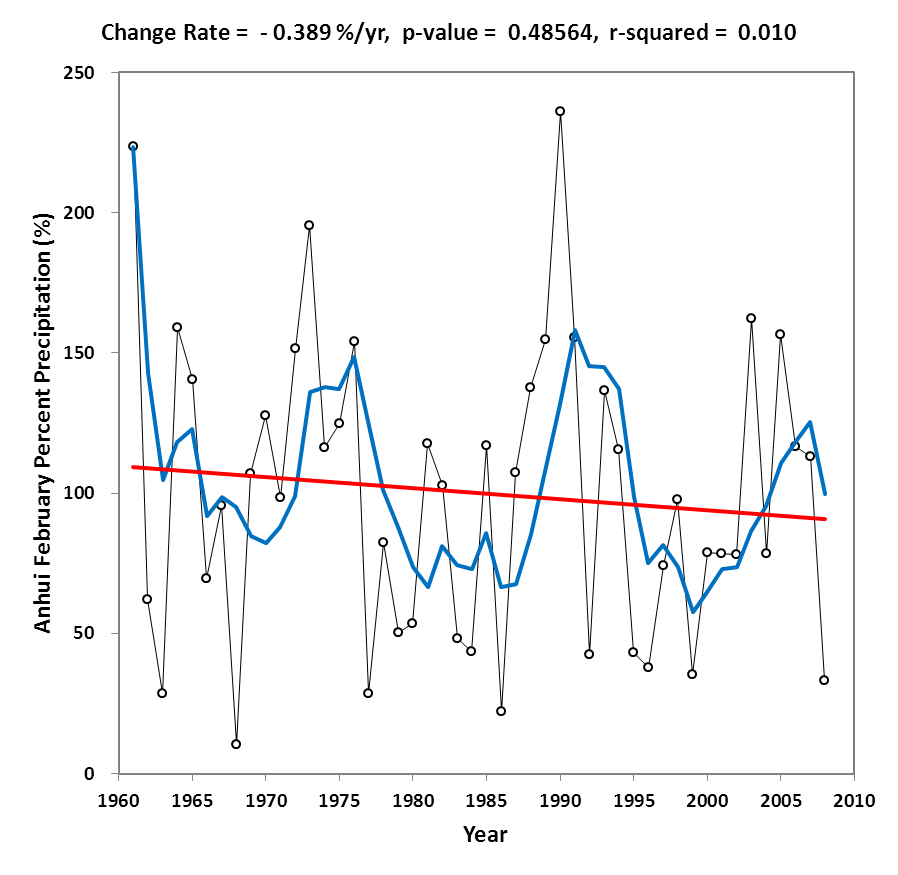 Change Rate = - 0.389 %/yr, p-value = 0.48564, r-squared = 0.010
250
200
150
100
50
0
Anhui February Percent Precipitation (%)
1960 1965 1970 1975 1980 1985 1990 1995 2000 2005 2010
Year